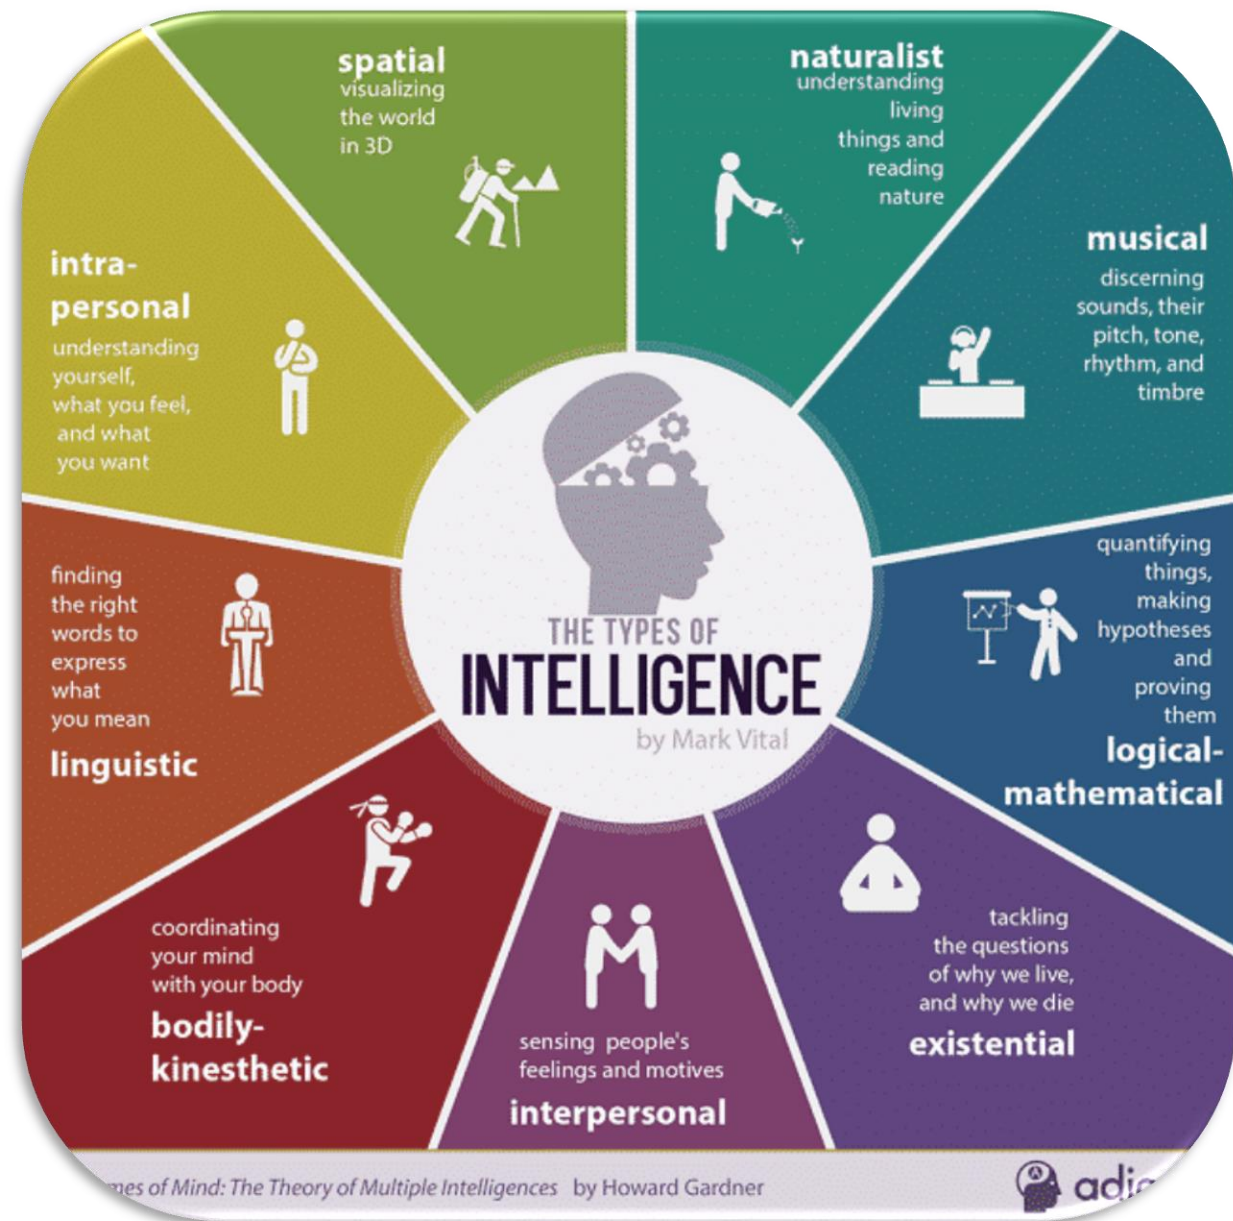 spatial
visualizing
the world
in 3D
naturalist
understanding
living
things and
reading
nature
musical
discerning
sounds, their
pitch, tone,
rhythm, and
timbre
quantifying
things,
making
hypotheses
and
proving
them
logical-
mathematical
tackling
the questions
of why we live,
and why we die
existential
sensing people's
feelings and motives
interpersonal
coordinating
your mind
with your body
bodily-
kinesthetic
finding
the right
words to
express
what
you mean
linguistic
intra-
personal
understanding
yourself,
what you feel,
and what
you want
THE TYPES OF
INTELLIGENCE
by Mark Vital
of Mind: The Theory of Multiple Intelligences by Howard Gardner